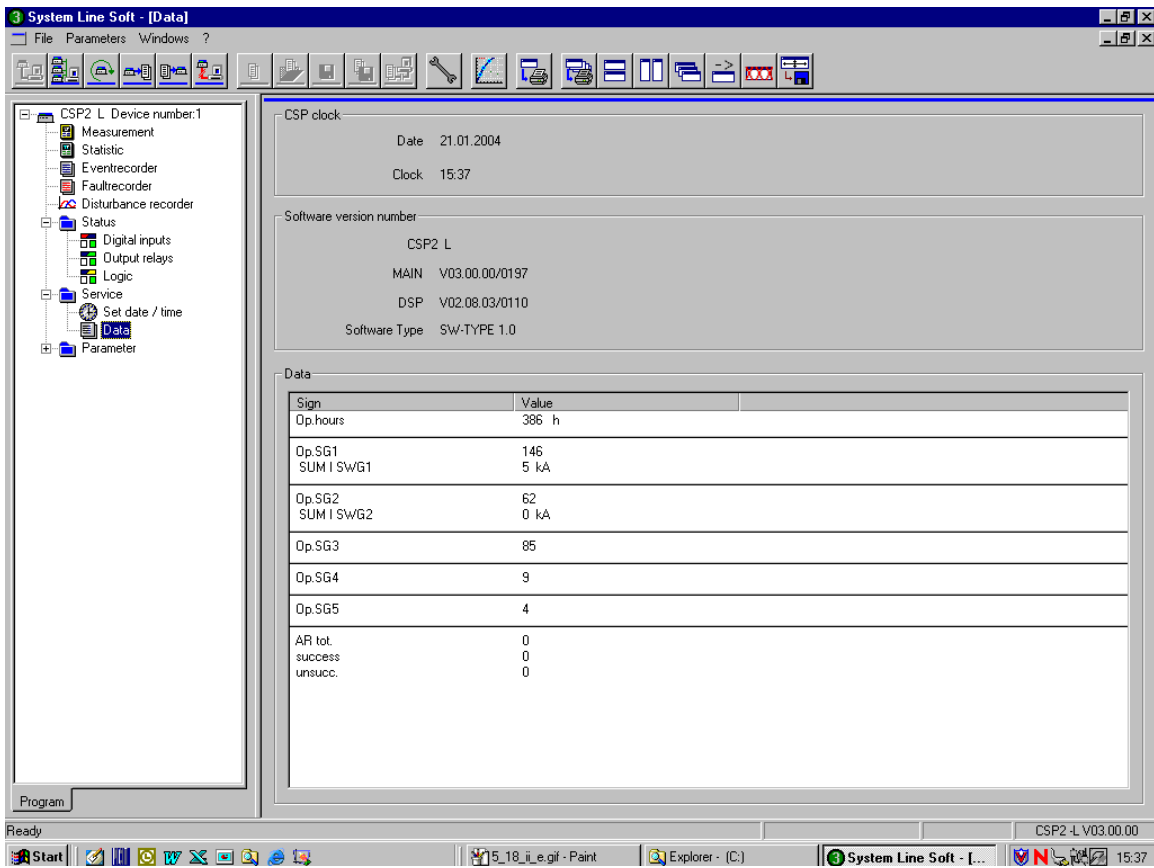 System Line Soft - [Data]
File Parameters Windows ?
CSP2 L Device number:1
Measurement
Statistic
Eventrecorder
Faultrecorder
Disturbance recorder
Status
Digital inputs
Output relays
Logic
Service
Set date / time
Data
Parameter
Program
CSP clock
Date 21.01.2004
Clock 15:37
Software version number
CSP2 L
MAIN V03.00.00/0197
DSP V02.08.03/0110
Software Type SW-TYPE 1.0
Data
Sign Value
Op.hours 386 h
Op.SG1 146
SUM I SWG1 5 kA
Op.SG2 62
SUM I SWG2 0 kA
Op.SG3 85
Op.SG4 9
Op.SG5 4
AR tot. 0
success 0
unsucc. 0
Ready CSP2 -L V03.00.00
Start 5_18_ii_e.gif - Paint Explorer - (C:) System Line Soft - [... 15:37